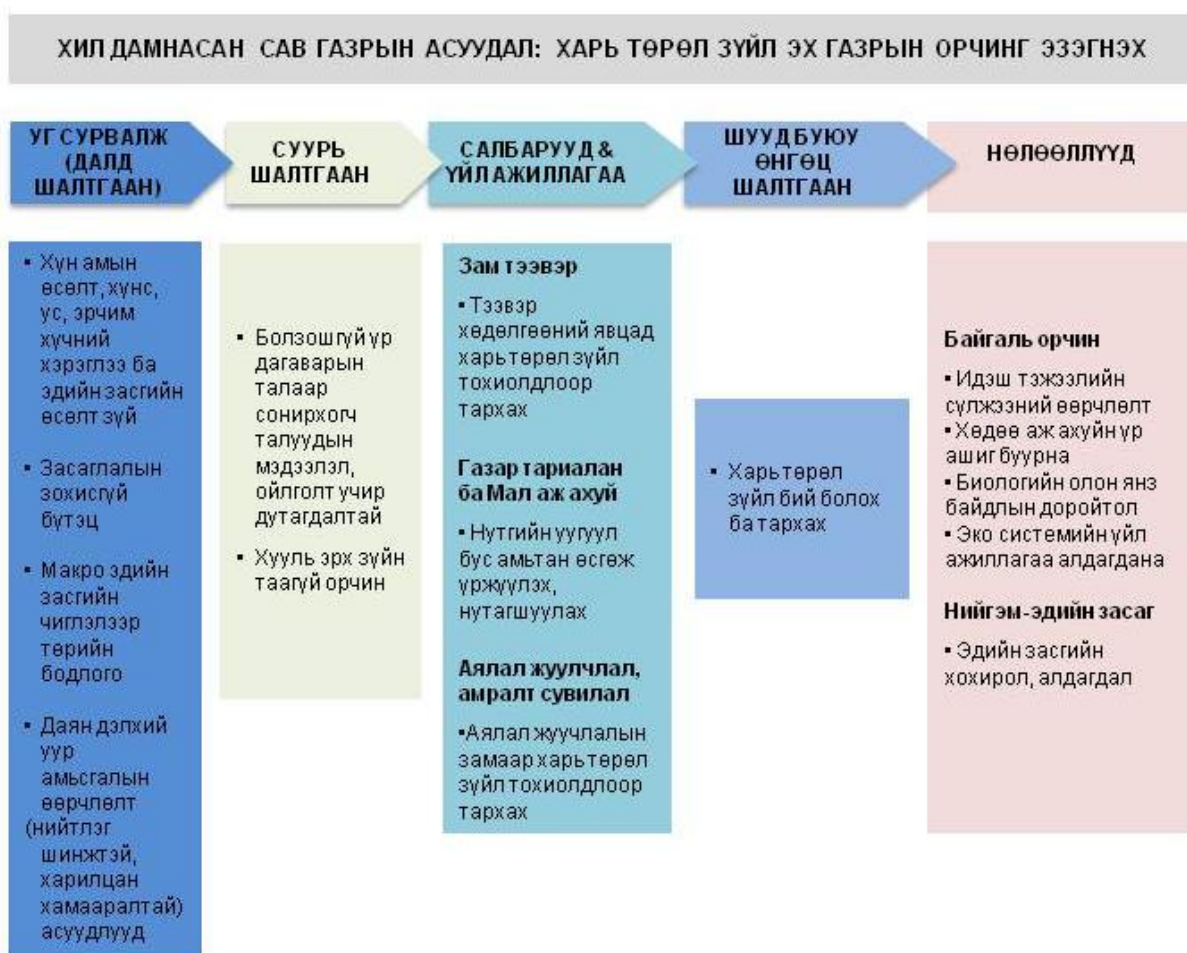 ХИЛ ДАМНАСАН САВ ГАЗРЫН АСУУДАЛ: ХАРЬ ТӨРӨЛ ЗҮЙЛ ЭХ ГАЗРЫН ОРЧИНГ ЭЗЭГНЭХ
УГ СУРВАЛЖ
(ДАЛД
ШАЛТГААН)
СУУРЬ
ШАЛТГААН
САЛБАРУУД &
ҮЙЛ АЖИЛЛАГАА
ШУУД БУЮУ
ӨНГӨЦ
ШАЛТГААН
НӨЛӨӨЛЛҮҮД
▪ Хүн амын
өсөлт, хүнс,
ус, эрчим
хүчний
хэрэглээ ба
эдийн засгийн
өсөлт зүй
▪ Засаглалын
зохисгүй
бүтэц
▪ Макро эдийн
засгийн
чиглэлээр
төрийн
бодлого
▪ Даян дэлхий
уур
амьсгалын
өөрчлөлт
(нийтлэг
шинжтэй,
харилцан
хамааралтай)
асуудлууд
▪ Болзошгүй үр
дагаварын
талаар
сонирхогч
талуудын
мэдээлэл,
ойлголт учир
дутагдалтай
▪ Хууль эрх зүйн
таагүй орчин
Зам тээвэр
▪ Тээвэр
хөдөлгөөний явцад
харь төрөл зүйл
тохиолдлоор
тархах
Газар тариалан
ба Мал аж ахуй
▪ Нутгийн уугуул
бус амьтан өсгөж
үржүүлэх,
нутагшуулах
Аялал жуулчлал,
амралт сувилал
▪Аялал жуучлалын
замаар харь төрөл
зүйл тохиолдлоор
тархах
▪ Харь төрөл
зүйл бий болох
ба тархах
Байгаль орчин
▪ Идэш тэжээлийн
сүлжээний өөрчлөлт
▪ Хөдөө аж ахуйн үр
ашиг буурна
▪ Биологийн олон янз
байдлын доройтол
▪ Эко системийн үйл
ажиллагаа алдагдана
Нийгэм-эдийн засаг
▪ Эдийн засгийн
хохирол, алдагдал